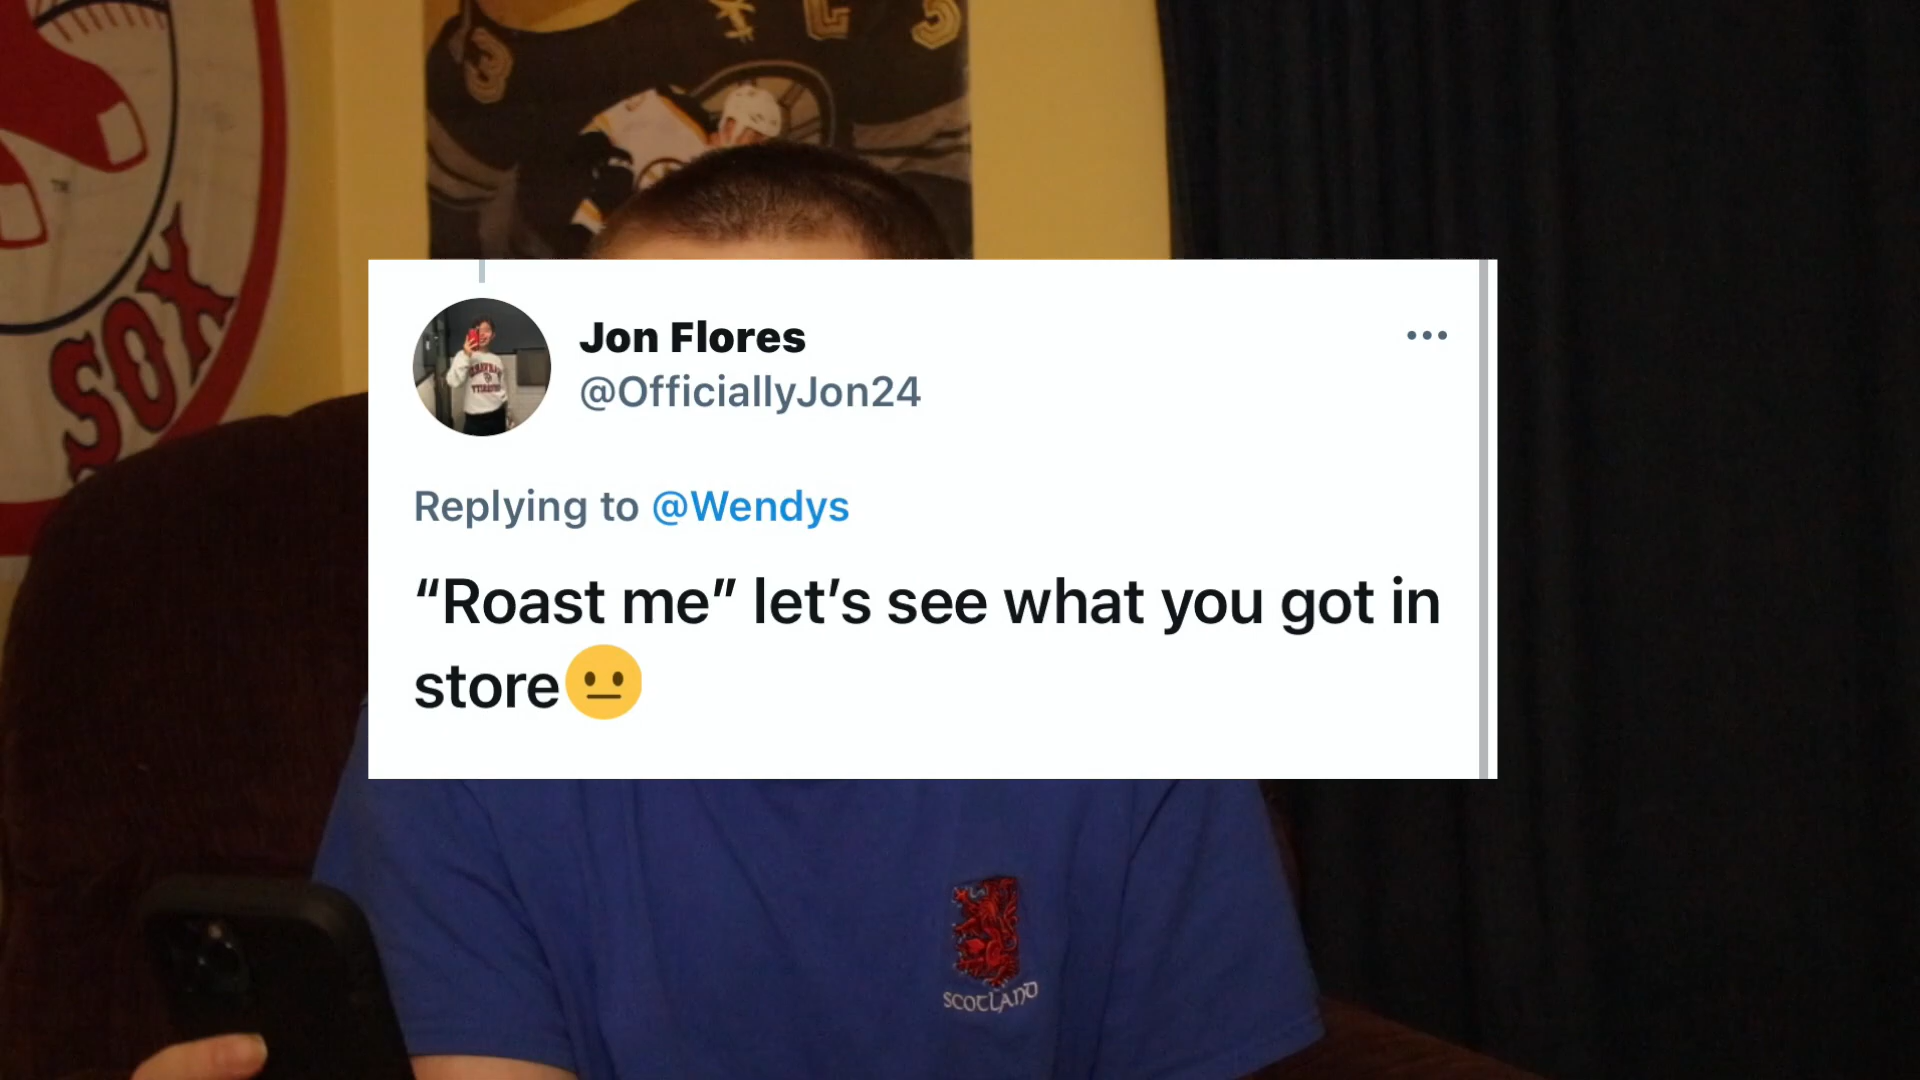 SOX
Jon Flores
@OfficiallyJon24
Replying to @Wendys
“Roast me” let’s see what you got in
store😐
SCOTLAND